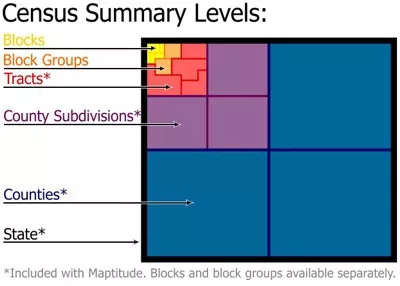 Census Summary Levels:
Blocks
Block Groups
Tracts*
County Subdivisions*
Counties*
State*
*Included with Maptitude. Blocks and block groups available separately.